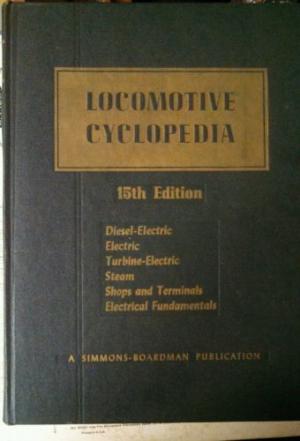 LOCOMOTIVE
CYCLOPEDIA
15th Edition
Diesel-Electric
Electric
Turbine-Electric
Steam
Shops and Terminals
Electrical Fundamentals
A SIMMONS-BOARDMAN PUBLICATION